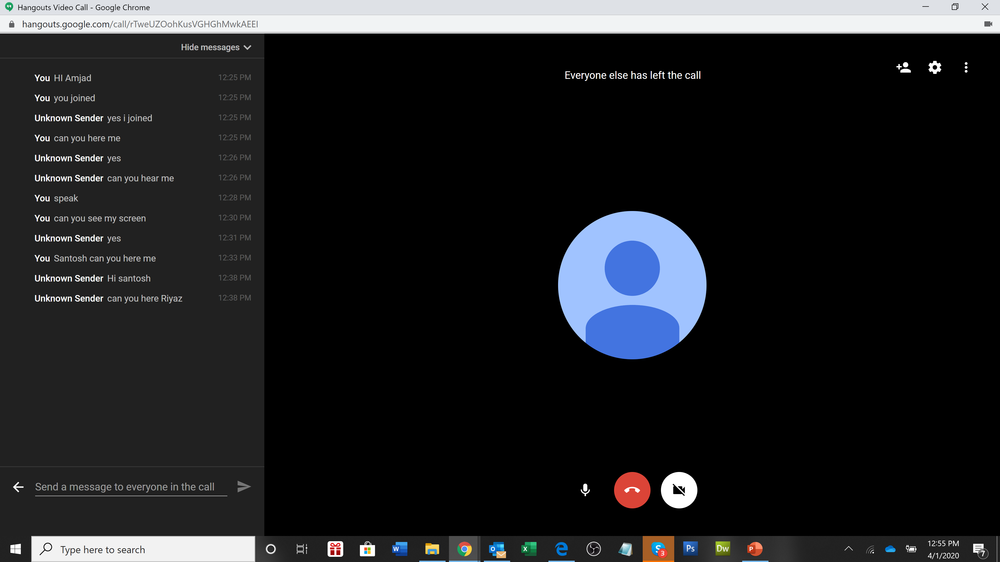 Hangouts Video Call - Google Chrome
hangouts.google.com/call/rTweUZOohKusVGHGhMwkAEEI
Hide messages
You HI Amjad 12:25 PM
You you joined 12:25 PM
Unknown Sender yes i joined 12:25 PM
You can you here me 12:25 PM
Unknown Sender yes 12:26 PM
Unknown Sender can you hear me 12:26 PM
You speak 12:28 PM
You can you see my screen 12:30 PM
Unknown Sender yes 12:31 PM
You Santosh can you here me 12:33 PM
Unknown Sender Hi santosh 12:38 PM
Unknown Sender can you here Riyaz 12:38 PM
Send a message to everyone in the call
Everyone else has left the call
Type here to search
W
O
X
S 3
Ps
Dw
P
12:55 PM
4/1/2020
7